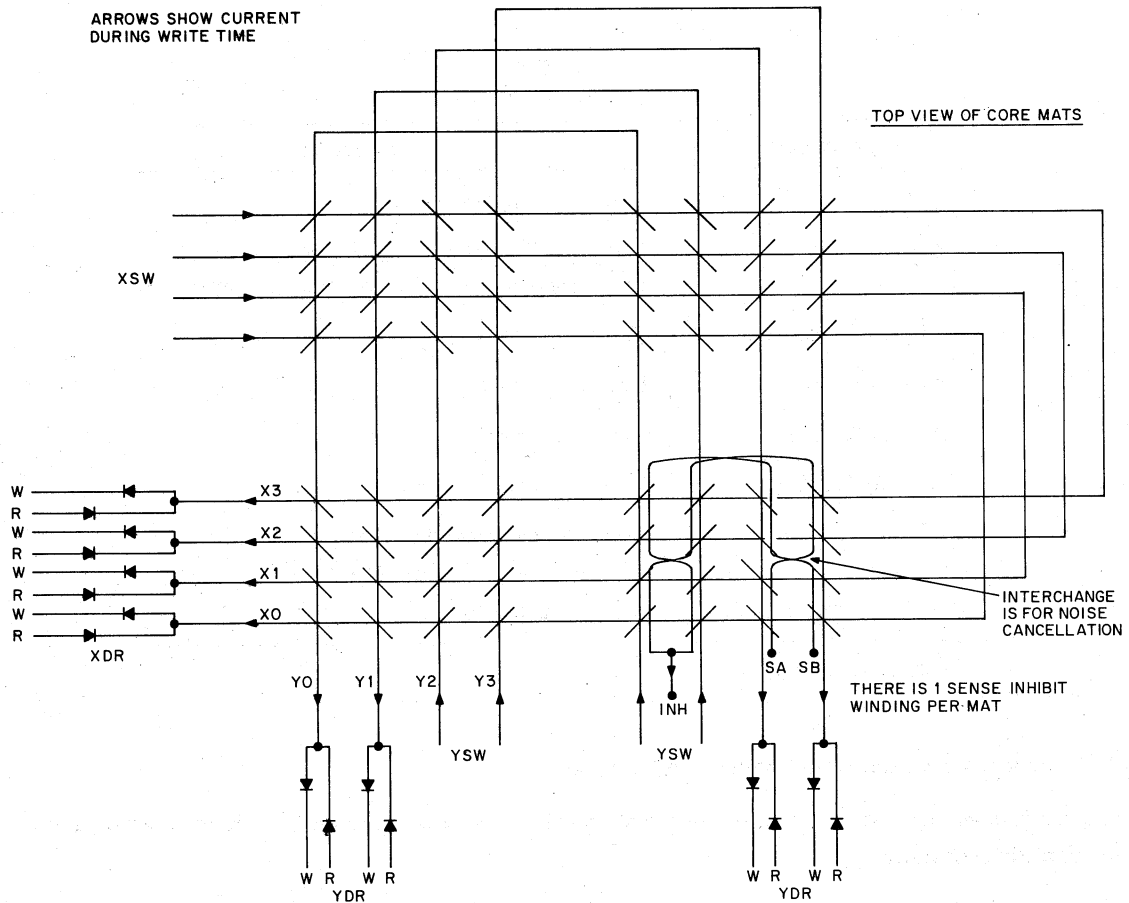 ARROWS SHOW CURRENT
DURING WRITE TIME
TOP VIEW OF CORE MATS
XSW
W
R
X3
W
R
X2
W
R
X1
W
R
X0
XDR
INTERCHANGE
IS FOR NOISE
CANCELLATION
SA SB
Y0 Y1 Y2 Y3
INH
THERE IS 1 SENSE INHIBIT
WINDING PER MAT
YSW
YSW
W R W R
YDR
W R W R
YDR